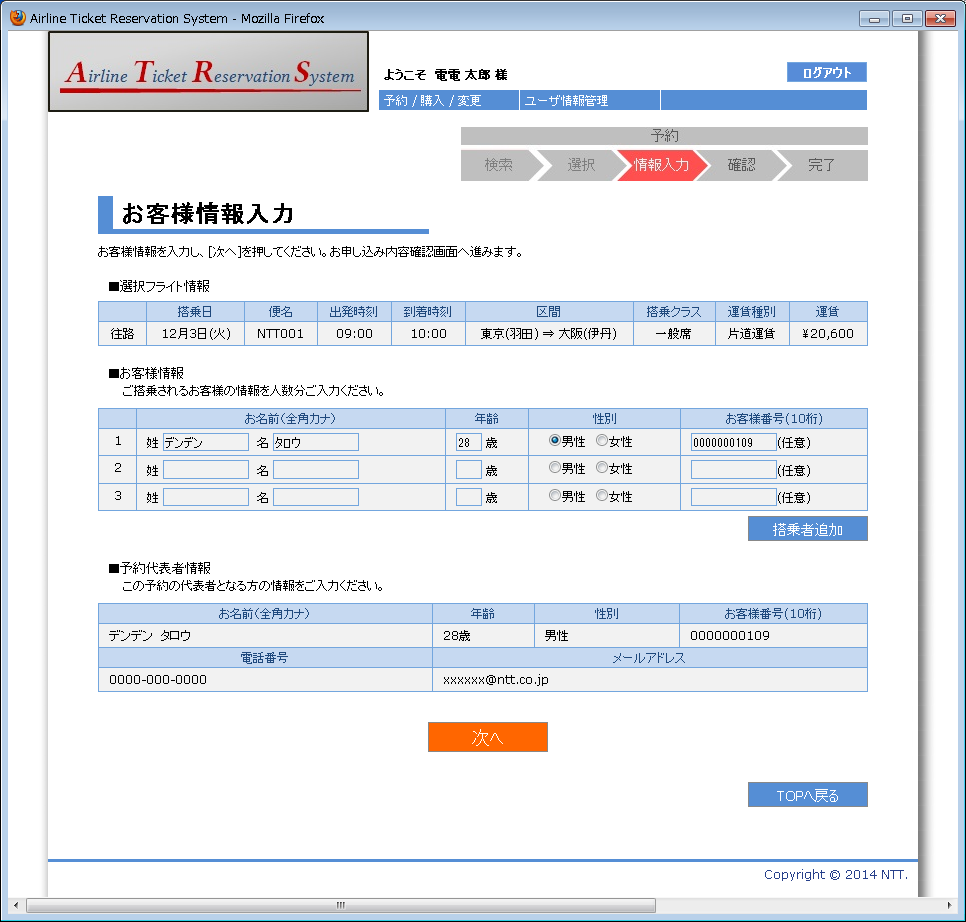 Airline Ticket Reservation System - Mozilla Firefox
Airline Ticket Reservation System
ようこそ 電電 太郎 様
ログアウト
予約 / 購入 / 変更 ユーザ情報管理
予約
検索 選択 情報入力 確認 完了
お客様情報入力
お客様情報を入力し、[次へ]を押してください。お申し込み内容確認画面へ進みます。
■選択フライト情報
搭乗日 便名 出発時刻 到着時刻 区間 搭乗クラス 運賃種別 運賃
往路 12月3日(火) NTT001 09:00 10:00 東京(羽田) ⇒ 大阪(伊丹) 一般席 片道運賃 ¥20,600
■お客様情報
ご搭乗されるお客様の情報を人数分ご入力ください。
お名前(全角カナ) 年齢 性別 お客様番号(10桁)
1 姓 デンデン 名 タロウ 28 歳 男性 女性 0000000109 (任意)
2 姓 名 歳 男性 女性 (任意)
3 姓 名 歳 男性 女性 (任意)
搭乗者追加
■予約代表者情報
この予約の代表者となる方の情報をご入力ください。
お名前(全角カナ) 年齢 性別 お客様番号(10桁)
デンデン タロウ 28歳 男性 0000000109
電話番号 メールアドレス
0000-000-0000 xxxxxx@ntt.co.jp
次へ
TOPへ戻る
Copyright © 2014 NTT.